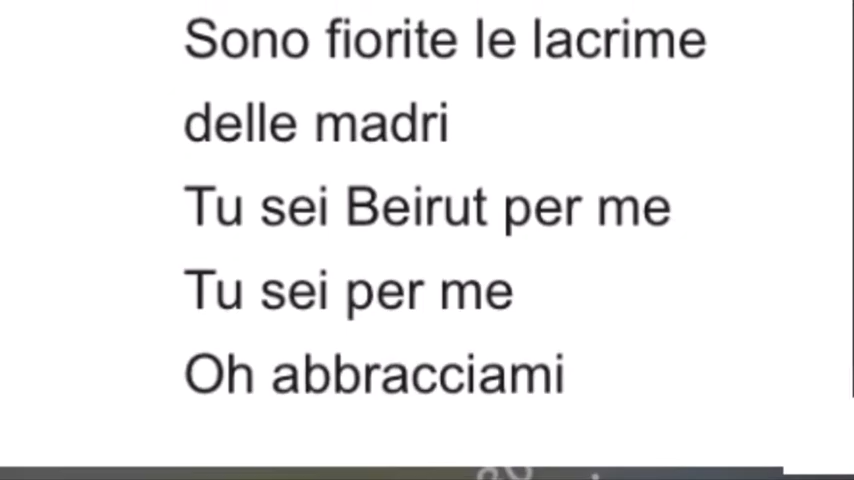 Sono fiorite le lacrime
delle madri
Tu sei Beirut per me
Tu sei per me
Oh abbracciami